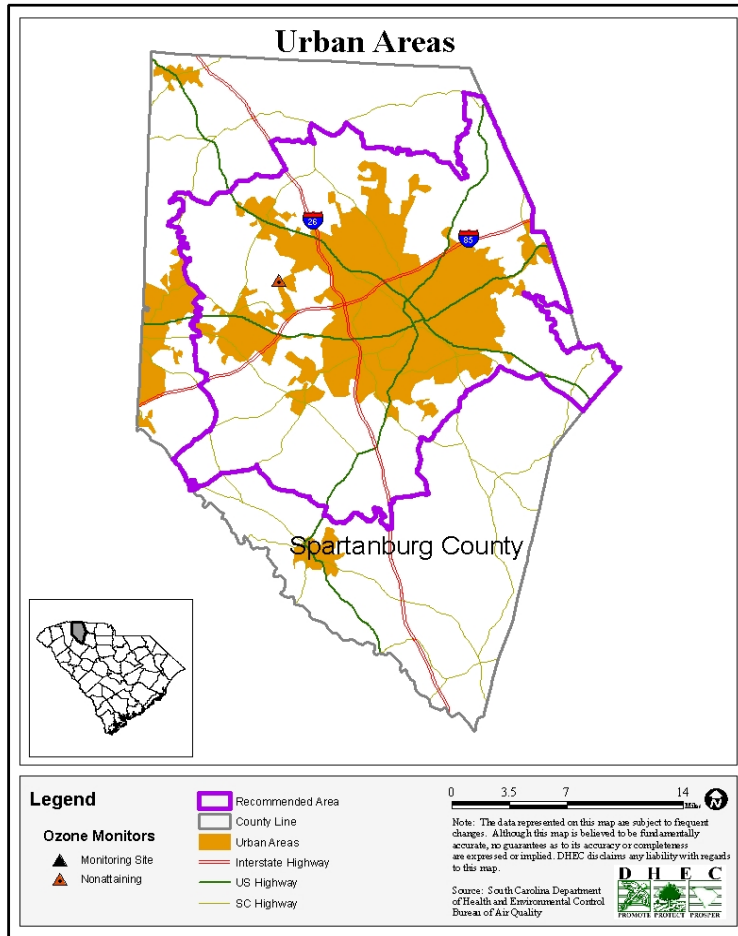 Urban Areas
26
85
Spartanburg County
Legend
Ozone Monitors
Monitoring Site
Nonattaining
Recommended Area
County Line
Urban Areas
Interstate Highway
US Highway
SC Highway
0 3.5 7 14
Miles
N
Note: The data represented on this map are subject to frequent
changes. Although this map is believed to be fundamentally
accurate, no guarantees as to its accuracy or completeness
are expressed or implied. DHEC disclaims any liability with regards
to this map.
Source: South Carolina Department
of Health and Environmental Control
Bureau of Air Quality
D H E C
PROMOTE PROTECT PROSPER